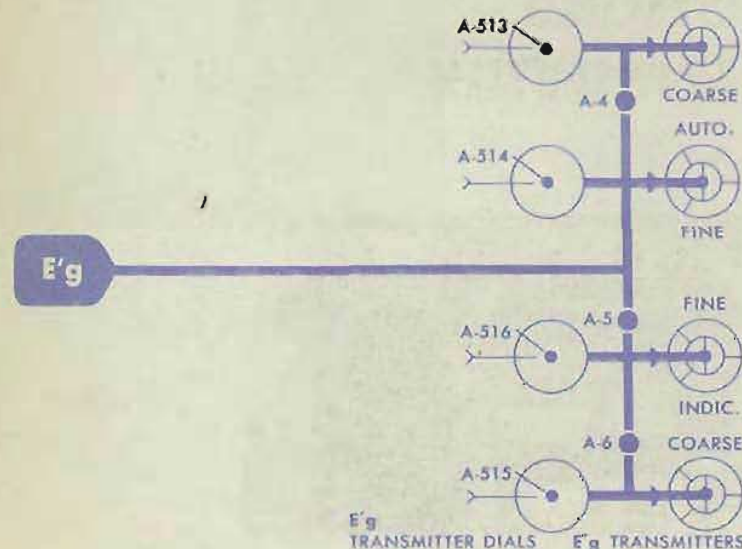 A-513
A-4
COARSE
AUTO.
A-514
FINE
E'g
FINE
A-5
A-516
INDIC.
A-6
COARSE
A-515
E'g
TRANSMITTER DIALS
E'g TRANSMITTERS